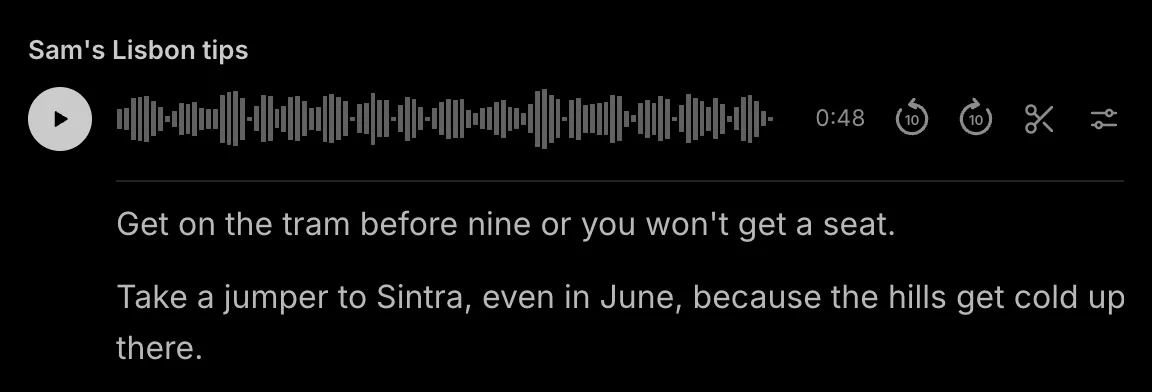 Sam's Lisbon tips
0:48
10
10
Get on the tram before nine or you won't get a seat.
Take a jumper to Sintra, even in June, because the hills get cold up
there.